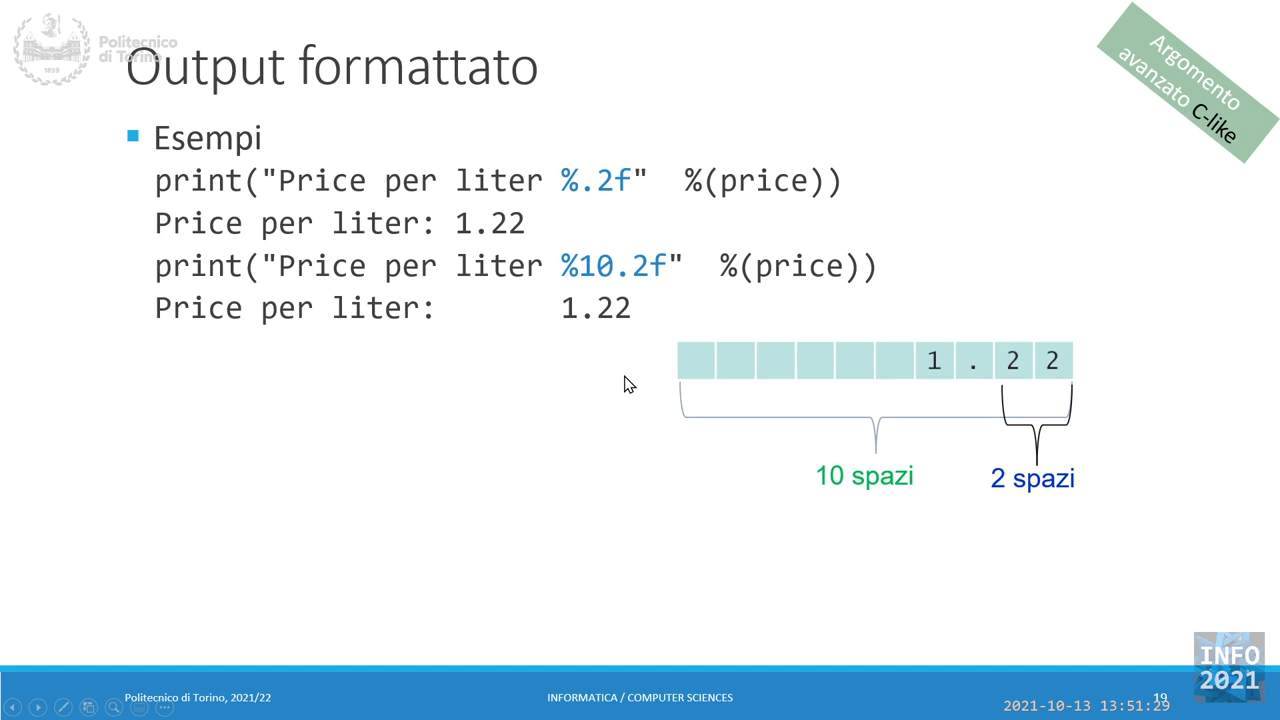 Politecnico
di Torino
1859
Output formattato
Argomento
avanzato C-like
Esempi
print("Price per liter %.2f"  %(price))
Price per liter: 1.22
print("Price per liter %10.2f"  %(price))
Price per liter:       1.22
1 . 2 2
10 spazi
2 spazi
INFO
2021
Politecnico di Torino, 2021/22
INFORMATICA / COMPUTER SCIENCES
19
2021-10-13 13:51:29